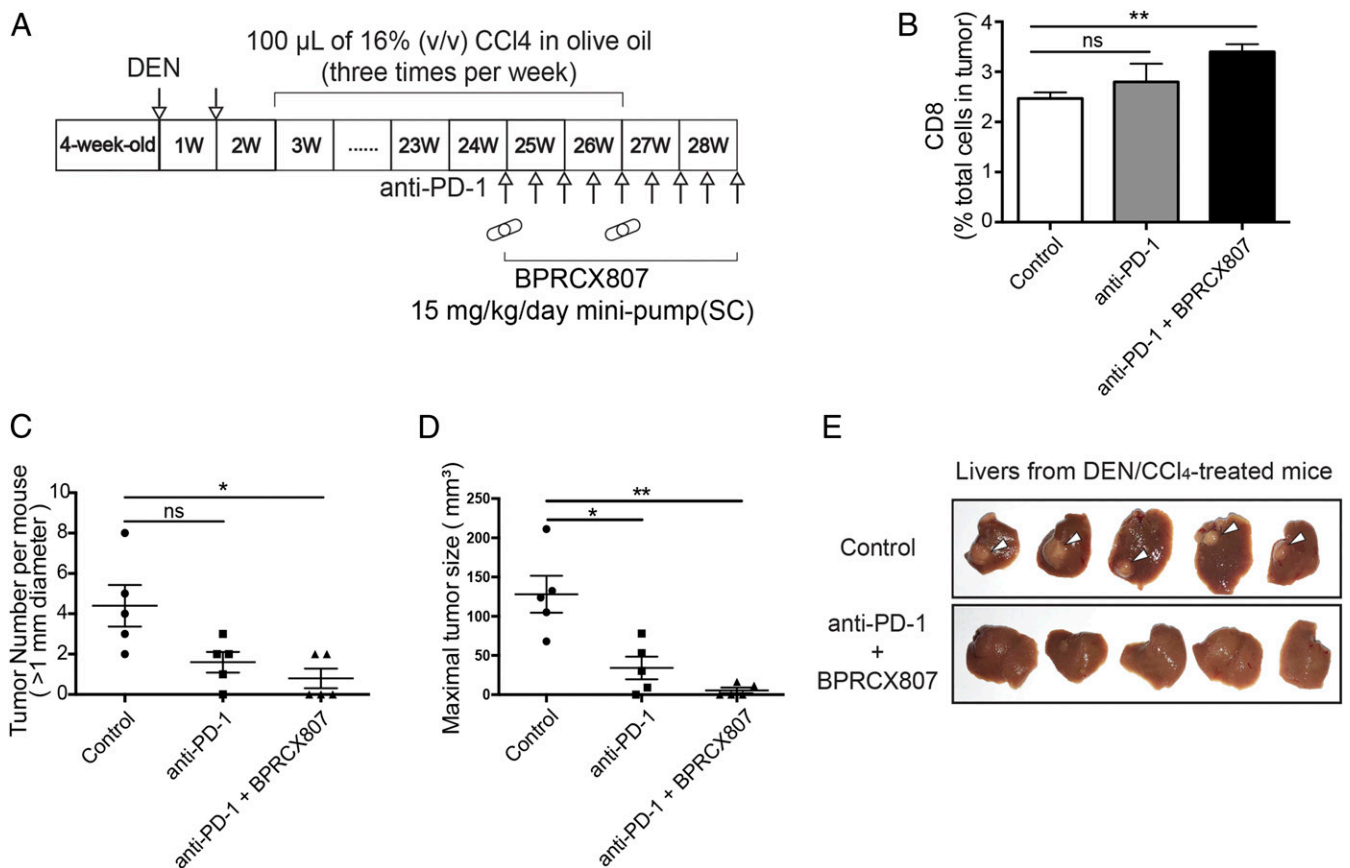 A
100 µL of 16% (v/v) CCl4 in olive oil
(three times per week)
DEN
4-week-old 1W 2W 3W ...... 23W 24W 25W 26W 27W 28W
anti-PD-1
BPRCX807
15 mg/kg/day mini-pump(SC)
B
CD8
(% total cells in tumor)
4
3
2
1
0
ns
**
Control
anti-PD-1
anti-PD-1 + BPRCX807
C
Tumor Number per mouse
( >1 mm diameter )
10
8
6
4
2
0
*
ns
Control
anti-PD-1
anti-PD-1 + BPRCX807
D
Maximal tumor size ( mm³)
250
200
150
100
50
0
**
*
Control
anti-PD-1
anti-PD-1 + BPRCX807
E
Livers from DEN/CCl₄-treated mice
Control
anti-PD-1
+
BPRCX807